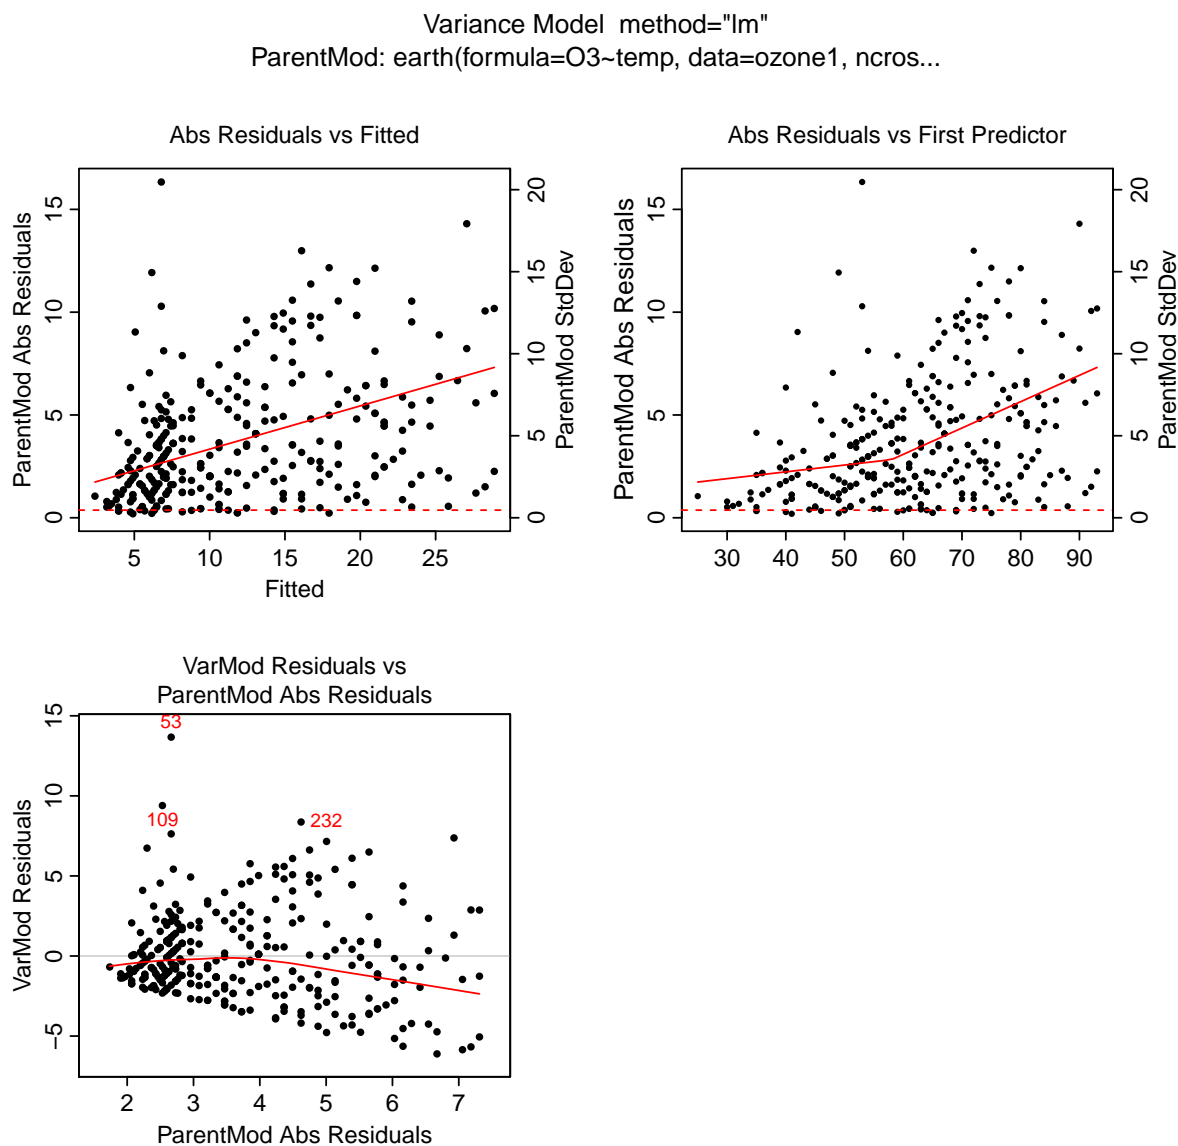 Variance Model  method="lm"
ParentMod: earth(formula=O3~temp, data=ozone1, ncros...
Abs Residuals vs Fitted
ParentMod Abs Residuals
0 5 10 15
5 10 15 20 25
Fitted
0 5 10 15 20
ParentMod StdDev
Abs Residuals vs First Predictor
ParentMod Abs Residuals
0 5 10 15
30 40 50 60 70 80 90
0 5 10 15 20
ParentMod StdDev
VarMod Residuals vs
ParentMod Abs Residuals
VarMod Residuals
−5 0 5 10 15
53
109
232
2 3 4 5 6 7
ParentMod Abs Residuals